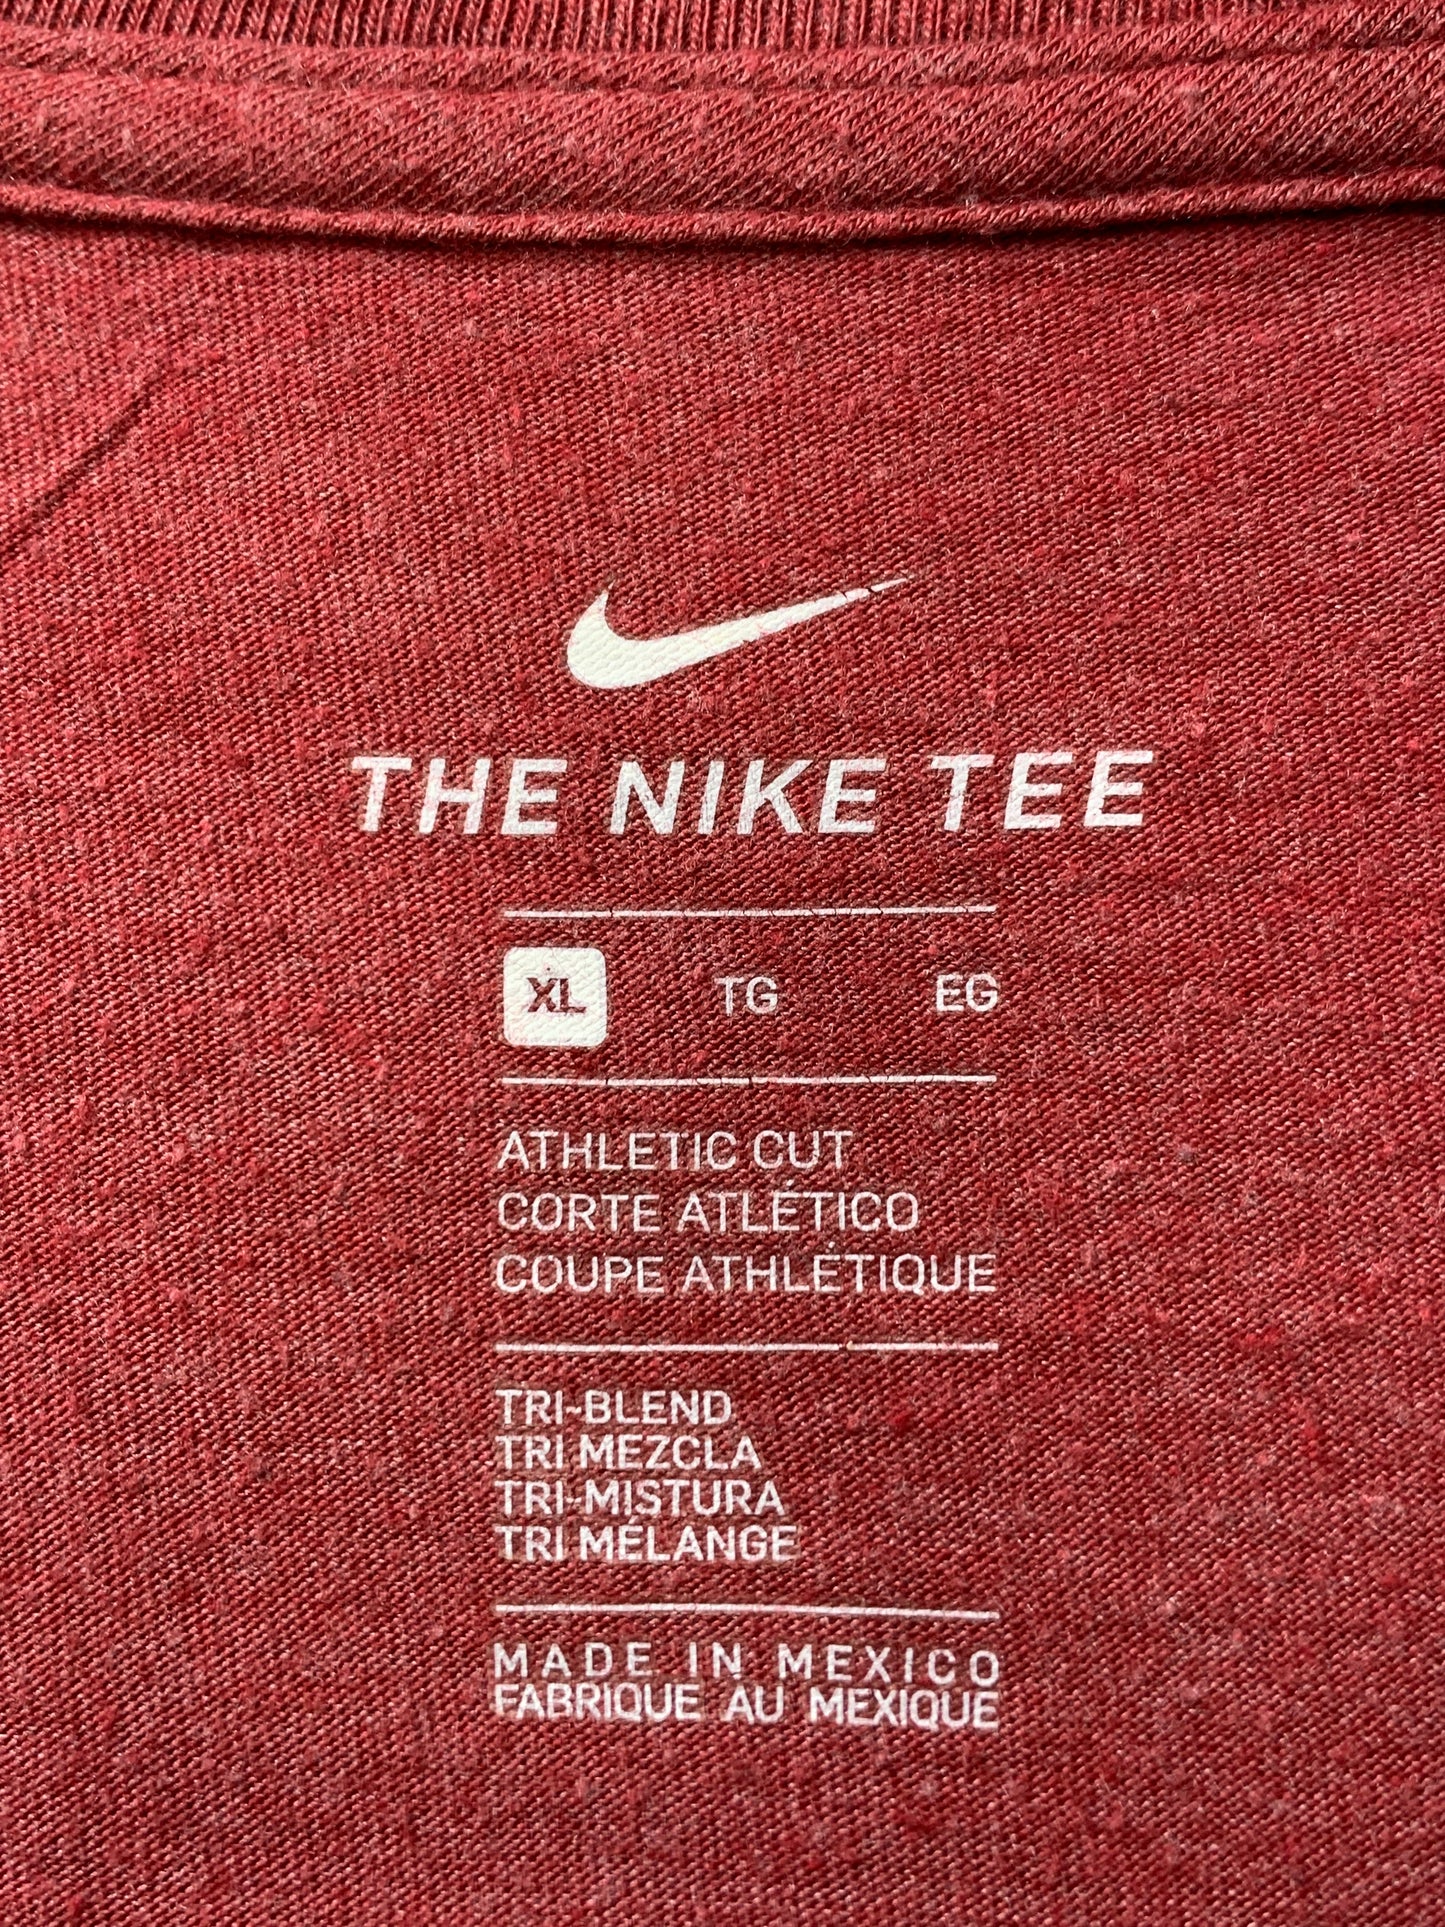 THE NIKE TEE
XL TG EG
ATHLETIC CUT
CORTE ATLÉTICO
COUPE ATHLÉTIQUE
TRI-BLEND
TRI MEZCLA
TRI-MISTURA
TRI MÉLANGE
MADE IN MEXICO
FABRIQUE AU MEXIQUE